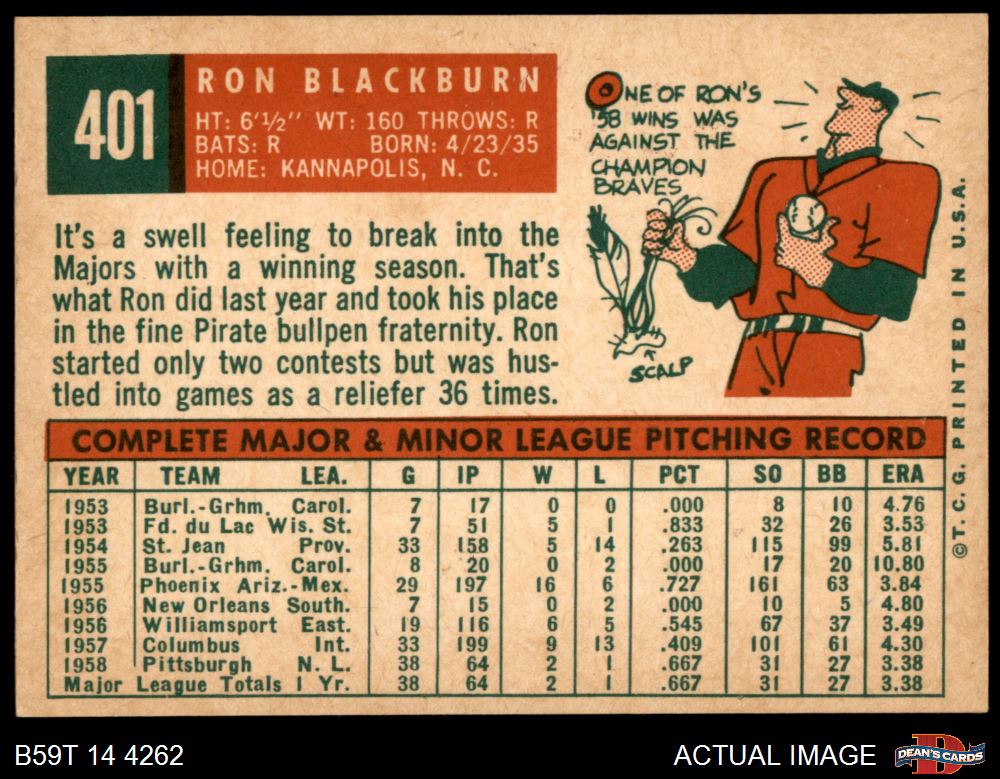 401
RON BLACKBURN
HT: 6'½" WT: 160 THROWS: R
BATS: R BORN: 4/23/35
HOME: KANNAPOLIS, N. C.
ONE OF RON'S
'58 WINS WAS
AGAINST THE
CHAMPION
BRAVES
SCALP
It's a swell feeling to break into the
Majors with a winning season. That's
what Ron did last year and took his place
in the fine Pirate bullpen fraternity. Ron
started only two contests but was hus-
tled into games as a reliefer 36 times.
COMPLETE MAJOR & MINOR LEAGUE PITCHING RECORD
YEAR TEAM LEA. G IP W L PCT SO BB ERA
1953 Burl.-Grhm. Carol. 7 17 0 0 .000 8 10 4.76
1953 Fd. du Lac Wis. St. 7 51 5 1 .833 32 26 3.53
1954 St. Jean Prov. 33 158 5 14 .263 115 99 5.81
1955 Burl.-Grhm. Carol. 8 20 0 2 .000 17 20 10.80
1955 Phoenix Ariz.-Mex. 29 197 16 6 .727 161 63 3.84
1956 New Orleans South. 7 15 0 2 .000 10 5 4.80
1956 Williamsport East. 19 116 6 5 .545 67 37 3.49
1957 Columbus Int. 33 199 9 13 .409 101 61 4.30
1958 Pittsburgh N. L. 38 64 2 1 .667 31 27 3.38
Major League Totals 1 Yr. 38 64 2 1 .667 31 27 3.38
©T. C. G. PRINTED IN U.S.A.
B59T 14 4262
ACTUAL IMAGE
DEAN'S CARDS